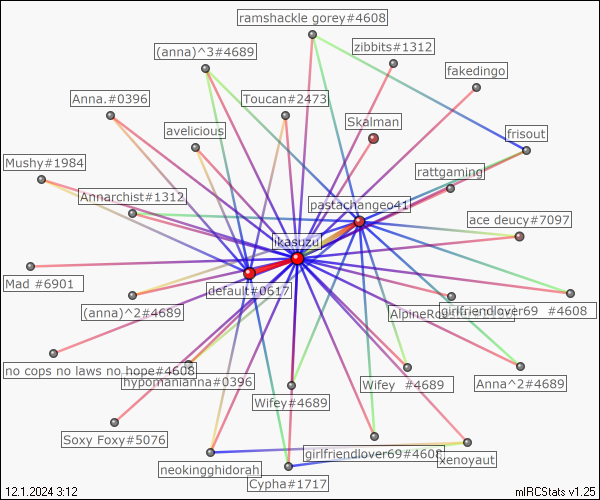 ramshackle gorey#4608
zibbits#1312
(anna)^3#4689
fakedingo
Anna.#0396
Toucan#2473
Skalman
avelicious
frisout
Mushy#1984
rattgaming
Annarchist#1312
pastachangeo41
ace deucy#7097
ikasuzu
Mad #6901
default#0617
(anna)^2#4689
girlfriendlover69 #4608
no cops no laws no hope#4608
hypomanianna#0396
Wifey #4689
Anna^2#4689
Wifey#4689
Soxy Foxy#5076
girlfriendlover69#4608
neokingghidorah
xenoyaut
Cypha#1717
12.1.2024 3:12
mIRCStats v1.25